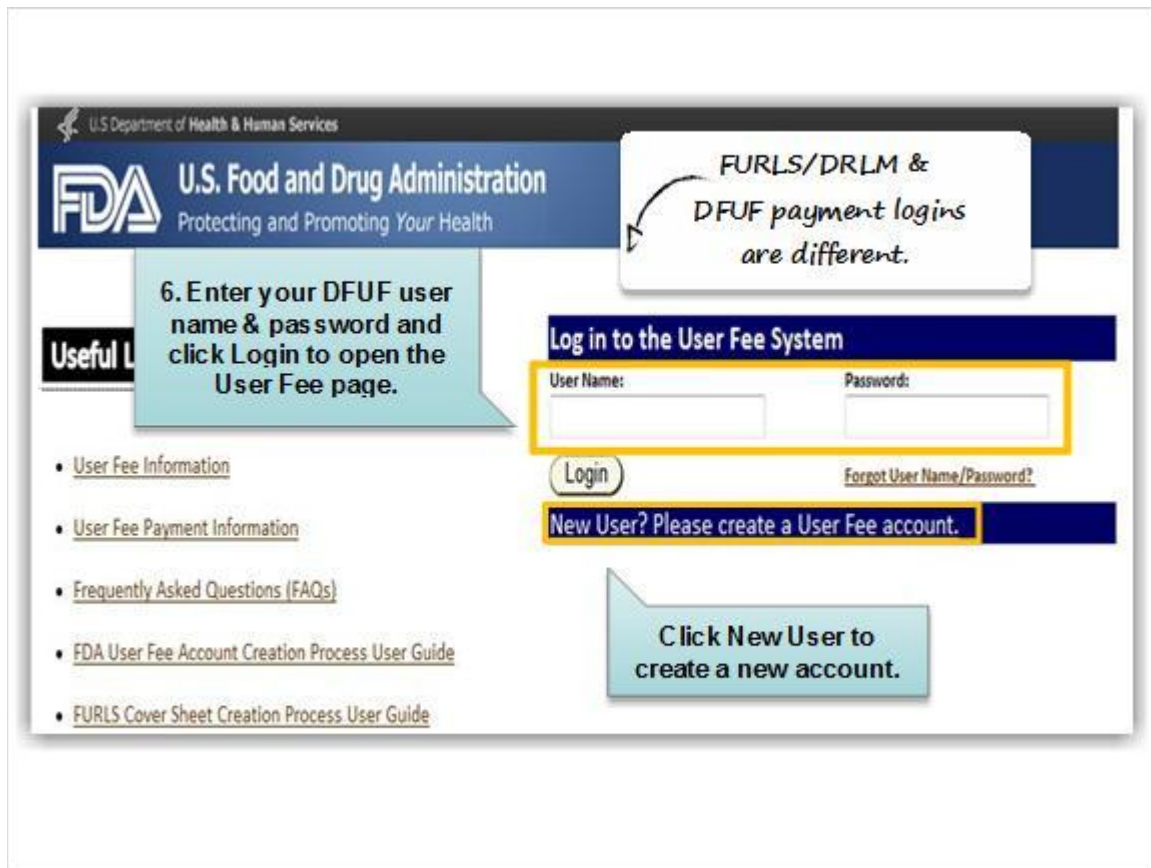 U.S Department of Health & Human Services
FDA
U.S. Food and Drug Administration
Protecting and Promoting Your Health
FURLS/DRLM &
DFUF payment logins
are different.
6. Enter your DFUF user
name & password and
click Login to open the
User Fee page.
Useful L
Log in to the User Fee System
User Name:
Password:
Login
Forgot User Name/Password?
New User? Please create a User Fee account.
Click New User to
create a new account.
• User Fee Information
• User Fee Payment Information
• Frequently Asked Questions (FAQs)
• FDA User Fee Account Creation Process User Guide
• FURLS Cover Sheet Creation Process User Guide